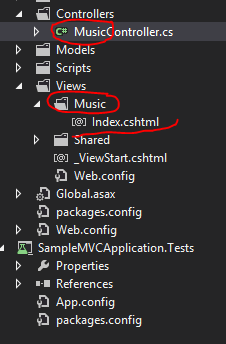 Controllers
C# MusicController.cs
Models
Scripts
Views
Music
[@] Index.cshtml
Shared
[@] _ViewStart.cshtml
Web.config
Global.asax
packages.config
Web.config
SampleMVCApplication.Tests
Properties
References
App.config
packages.config